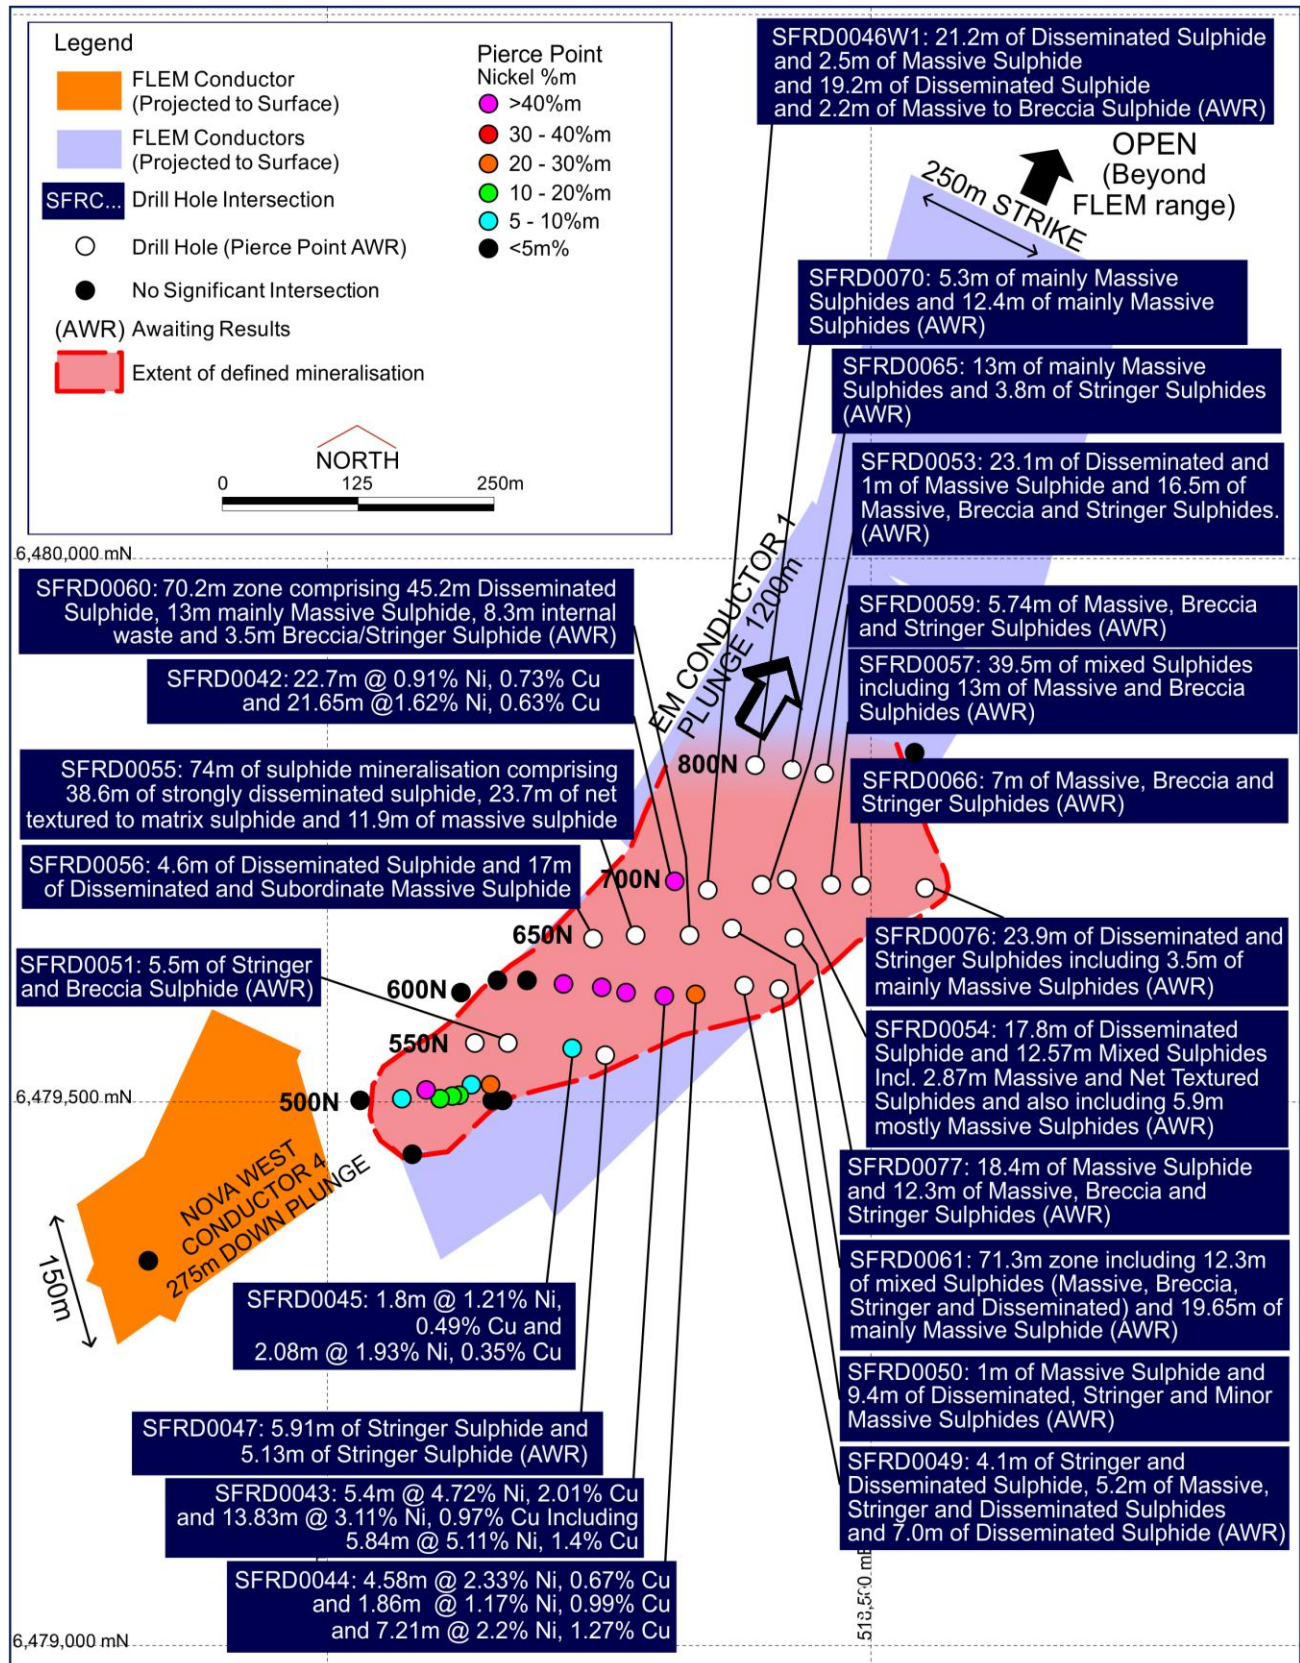 Legend
FLEM Conductor
(Projected to Surface)
FLEM Conductors
(Projected to Surface)
SFRC... Drill Hole Intersection
Drill Hole (Pierce Point AWR)
No Significant Intersection
(AWR) Awaiting Results
Extent of defined mineralisation
Pierce Point
Nickel %m
>40%m
30 - 40%m
20 - 30%m
10 - 20%m
5 - 10%m
<5m%
NORTH
0 125 250m
SFRD0046W1: 21.2m of Disseminated Sulphide
and 2.5m of Massive Sulphide
and 19.2m of Disseminated Sulphide
and 2.2m of Massive to Breccia Sulphide (AWR)
OPEN
(Beyond
FLEM range)
250m STRIKE
SFRD0070: 5.3m of mainly Massive
Sulphides and 12.4m of mainly Massive
Sulphides (AWR)
SFRD0065: 13m of mainly Massive
Sulphides and 3.8m of Stringer Sulphides
(AWR)
SFRD0053: 23.1m of Disseminated and
1m of Massive Sulphide and 16.5m of
Massive, Breccia and Stringer Sulphides.
(AWR)
6,480,000 mN
EM CONDUCTOR 1
PLUNGE 1200m
SFRD0060: 70.2m zone comprising 45.2m Disseminated
Sulphide, 13m mainly Massive Sulphide, 8.3m internal
waste and 3.5m Breccia/Stringer Sulphide (AWR)
SFRD0059: 5.74m of Massive, Breccia
and Stringer Sulphides (AWR)
SFRD0042: 22.7m @ 0.91% Ni, 0.73% Cu
and 21.65m @1.62% Ni, 0.63% Cu
SFRD0057: 39.5m of mixed Sulphides
including 13m of Massive and Breccia
Sulphides (AWR)
SFRD0055: 74m of sulphide mineralisation comprising
38.6m of strongly disseminated sulphide, 23.7m of net
textured to matrix sulphide and 11.9m of massive sulphide
800N
SFRD0066: 7m of Massive, Breccia and
Stringer Sulphides (AWR)
SFRD0056: 4.6m of Disseminated Sulphide and 17m
of Disseminated and Subordinate Massive Sulphide
700N
650N
SFRD0076: 23.9m of Disseminated and
Stringer Sulphides including 3.5m of
mainly Massive Sulphides (AWR)
SFRD0051: 5.5m of Stringer
and Breccia Sulphide (AWR)
600N
550N
SFRD0054: 17.8m of Disseminated
Sulphide and 12.57m Mixed Sulphides
Incl. 2.87m Massive and Net Textured
Sulphides and also including 5.9m
mostly Massive Sulphides (AWR)
6,479,500 mN
500N
NOVA WEST
CONDUCTOR 4
275m DOWN PLUNGE
150m
SFRD0077: 18.4m of Massive Sulphide
and 12.3m of Massive, Breccia and
Stringer Sulphides (AWR)
SFRD0061: 71.3m zone including 12.3m
of mixed Sulphides (Massive, Breccia,
Stringer and Disseminated) and 19.65m of
mainly Massive Sulphide (AWR)
SFRD0045: 1.8m @ 1.21% Ni,
0.49% Cu and
2.08m @ 1.93% Ni, 0.35% Cu
SFRD0050: 1m of Massive Sulphide and
9.4m of Disseminated, Stringer and Minor
Massive Sulphides (AWR)
SFRD0047: 5.91m of Stringer Sulphide and
5.13m of Stringer Sulphide (AWR)
SFRD0049: 4.1m of Stringer and
Disseminated Sulphide, 5.2m of Massive,
Stringer and Disseminated Sulphides
and 7.0m of Disseminated Sulphide (AWR)
SFRD0043: 5.4m @ 4.72% Ni, 2.01% Cu
and 13.83m @ 3.11% Ni, 0.97% Cu Including
5.84m @ 5.11% Ni, 1.4% Cu
SFRD0044: 4.58m @ 2.33% Ni, 0.67% Cu
and 1.86m @ 1.17% Ni, 0.99% Cu
and 7.21m @ 2.2% Ni, 1.27% Cu
518,500 mE
6,479,000 mN